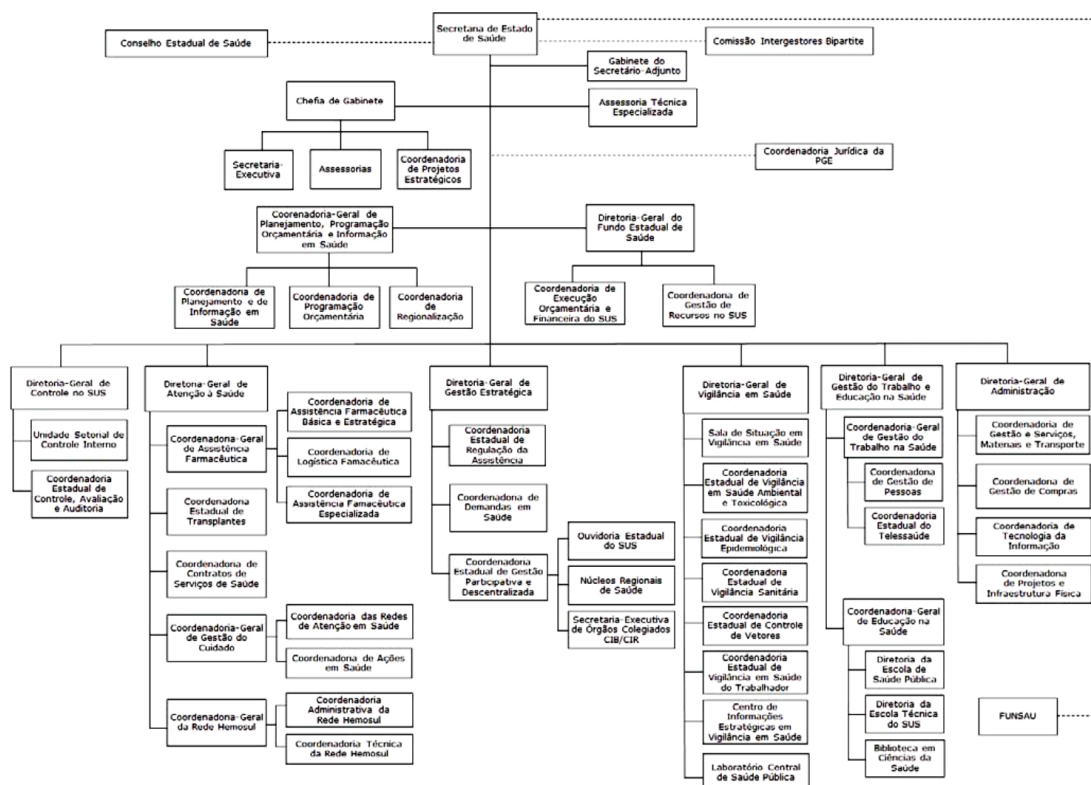 Secretaria de Estado
de Saúde
Conselho Estadual de Saúde
Comissão Intergestores Bipartite
Gabinete do
Secretário-Adjunto
Chefia de Gabinete
Assessoria Técnica
Especializada
Secretaria-
Executiva
Assessorias
Coordenadoria
de Projetos
Estratégicos
Coordenadoria Jurídica da
PGE
Coorenadoria-Geral de
Planejamento, Programação
Orçamentária e Informação
em Saúde
Diretoria-Geral do
Fundo Estadual de
Saúde
Coordenadoria de
Planejamento e de
Informação em
Saúde
Coordenadoria de
Programação
Orçamentária
Coordenadoria
de
Regionalização
Coordenadoria de
Execução
Orçamentária e
Financeira do SUS
Coordenadoria de
Gestão de
Recursos no SUS
Diretoria-Geral de
Controle no SUS
Unidade Setorial de
Controle Interno
Coordenadoria
Estadual de
Controle, Avaliação
e Auditoria
Diretoria-Geral de
Atenção à Saúde
Coordenadoria-Geral
de Assistência
Farmacêutica
Coordenadoria de
Assistência Farmacêutica
Básica e Estratégica
Coordenadoria de
Logística Famacêutica
Coordenadoria de
Assistência Famacêutica
Especializada
Coordenadoria
Estadual de
Transplantes
Coordenadoria de
Contratos de
Serviços de Saúde
Coordenadoria-Geral
de Gestão do
Cuidado
Coordenadoria das Redes
de Atenção em Saúde
Coordenadoria de Ações
em Saúde
Coordenadoria-Geral
da Rede Hemosul
Coordenadoria
Administrativa da
Rede Hemosul
Coordenadoria Técnica
da Rede Hemosul
Diretoria-Geral de
Gestão Estratégica
Coordenadoria
Estadual de
Regulação da
Assistência
Coordenadoria de
Demandas em
Saúde
Coordenadoria
Estadual de Gestão
Participativa e
Descentralizada
Ouvidoria Estadual
do SUS
Núcleos Regionais
de Saúde
Secretaria-Executiva
de Órgãos Colegiados
CIB/CIR
Diretoria-Geral de
Vigilância em Saúde
Sala de Situação em
Vigilância em Saúde
Coordenadoria
Estadual de Vigilância
em Saúde Ambiental
e Toxicológica
Coordenadoria
Estadual de Vigilância
Epidemiológica
Coordenadoria
Estadual de
Vigilância Sanitária
Coordenadoria
Estadual de Controle
de Vetores
Coordenadoria
Estadual de
Vigilância em Saúde
do Trabalhador
Centro de
Informações
Estratégicas em
Vigilância em Saúde
Laboratório Central
de Saúde Pública
Diretoria-Geral de
Gestão do Trabalho e
Educação na Saúde
Coordenadoria-Geral
de Gestão do
Trabalho na Saúde
Coordenadoria
de Gestão de
Pessoas
Coordenadoria
Estadual do
Telessaúde
Coordenadoria-Geral
de Educação na
Saúde
Diretoria da
Escola de
Saúde Pública
Diretoria da
Escola Técnica
do SUS
Biblioteca em
Ciências da
Saúde
Diretoria-Geral de
Administração
Coordenadoria de
Gestão e Serviços,
Materiais e Transporte
Coordenadoria de
Gestão de Compras
Coordenadoria de
Tecnologia da
Informação
Coordenadoria
de Projetos e
Infraestrutura Física
FUNSAU